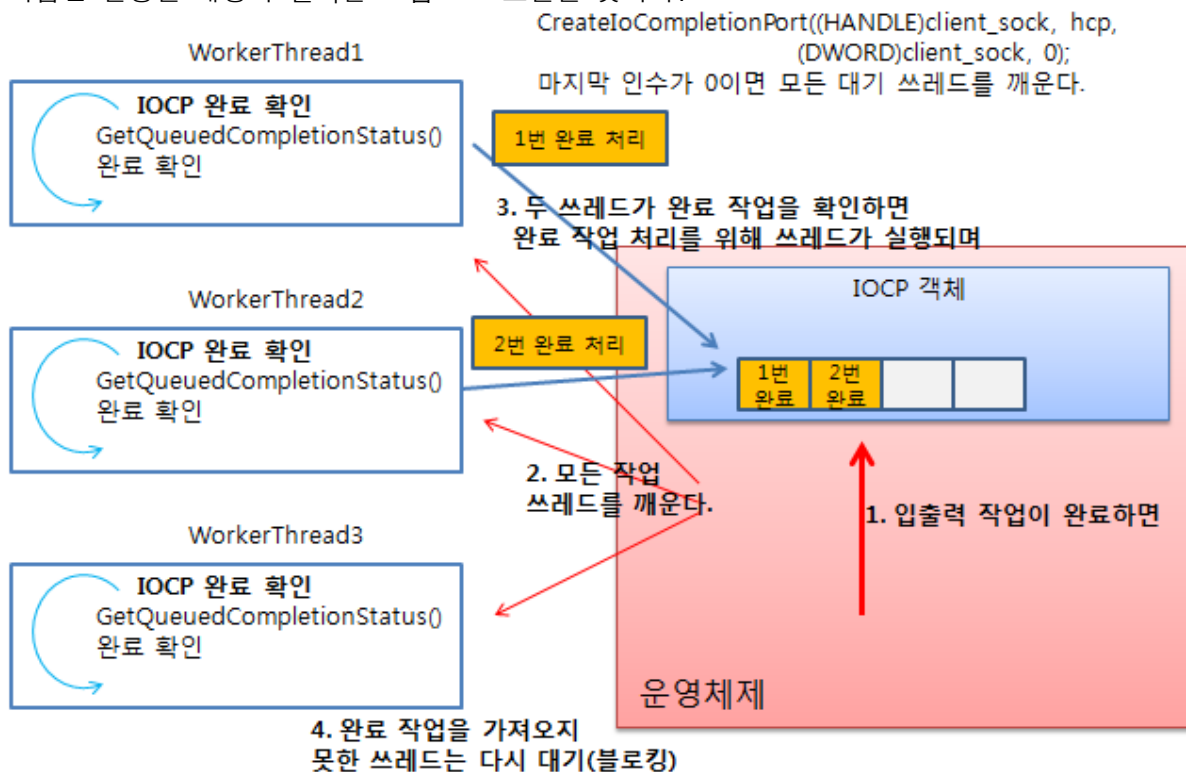 CreateIoCompletionPort((HANDLE)client_sock, hcp,
(DWORD)client_sock, 0);
마지막 인수가 0이면 모든 대기 쓰레드를 깨운다.
WorkerThread1
IOCP 완료 확인
GetQueuedCompletionStatus()
완료 확인
1번 완료 처리
3. 두 쓰레드가 완료 작업을 확인하면
완료 작업 처리를 위해 쓰레드가 실행되며
IOCP 객체
WorkerThread2
IOCP 완료 확인
GetQueuedCompletionStatus()
완료 확인
2번 완료 처리
1번
완료
2번
완료
2. 모든 작업
쓰레드를 깨운다.
1. 입출력 작업이 완료하면
WorkerThread3
IOCP 완료 확인
GetQueuedCompletionStatus()
완료 확인
운영체제
4. 완료 작업을 가져오지
못한 쓰레드는 다시 대기(블로킹)